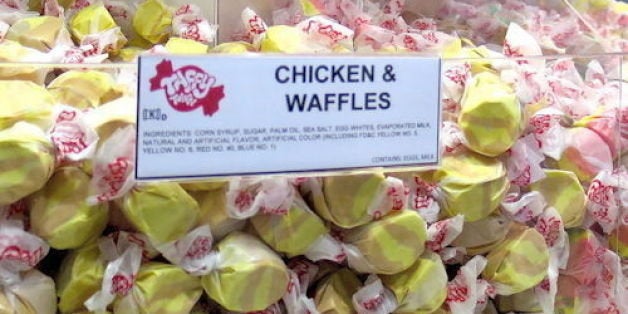 TAFFY
TOWN
CHICKEN &
WAFFLES
INGREDIENTS: CORN SYRUP, SUGAR, PALM OIL, SEA SALT, EGG WHITES, EVAPORATED MILK,
NATURAL AND ARTIFICIAL FLAVOR, ARTIFICIAL COLOR (INCLUDING FD&C YELLOW NO. 5,
YELLOW NO. 6, RED NO. 40, BLUE NO. 1)
CONTAINS: EGGS, MILK